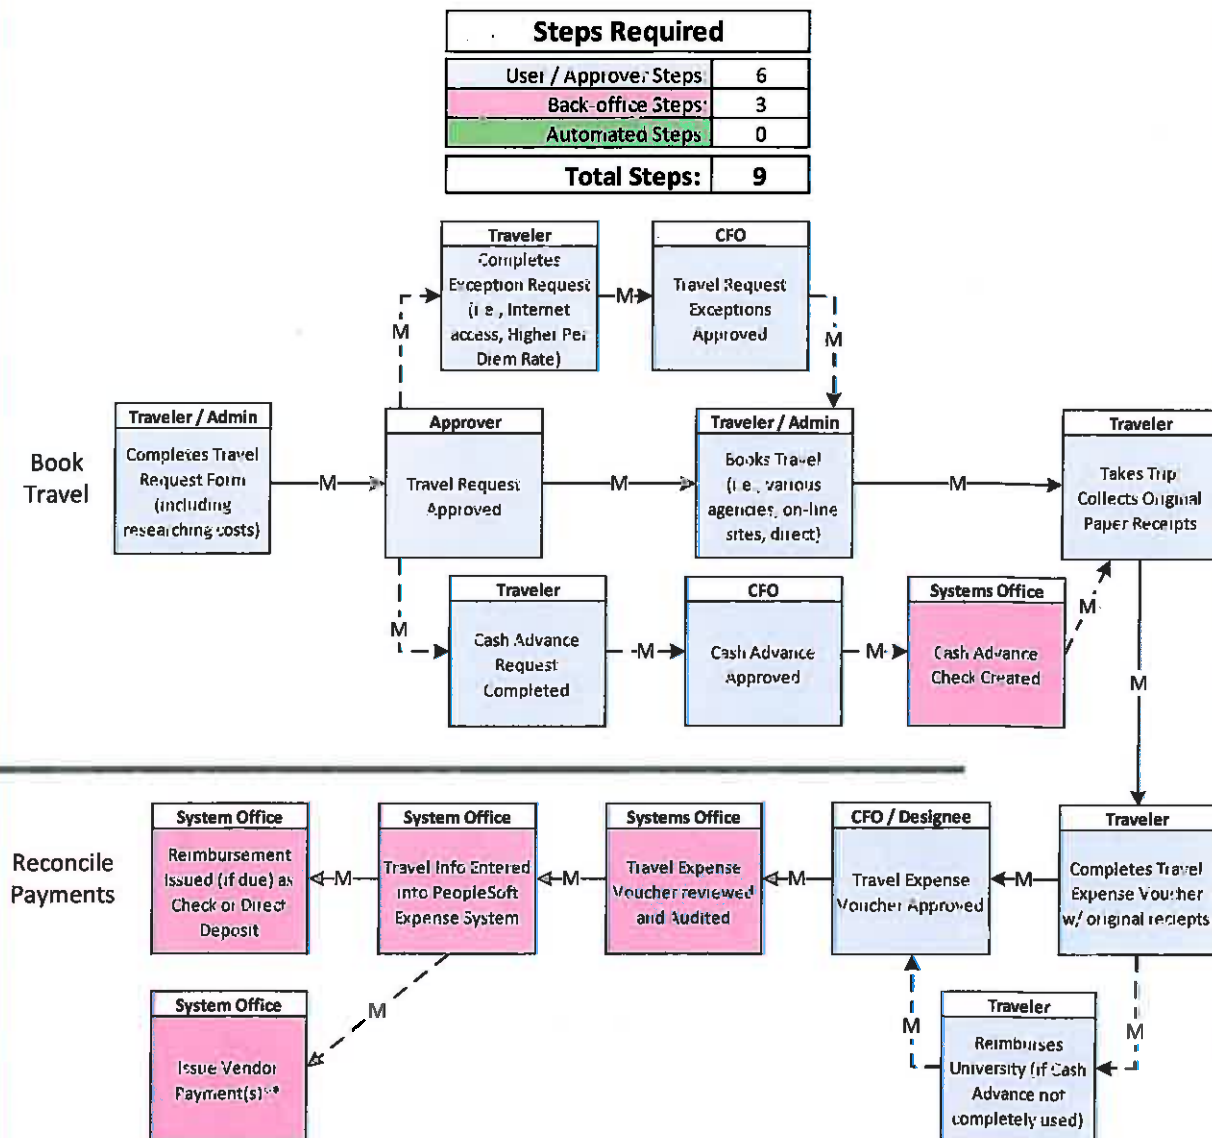 Steps Required
User / Approver Steps: 6
Back-office Steps: 3
Automated Steps 0
Total Steps: 9
Traveler
Completes
Exception Request
(i.e., Internet
access, Higher Per
Diem Rate)
M
CFO
Travel Request
Exceptions
Approved
M
M
Book
Travel
Traveler / Admin
Completes Travel
Request Form
(including
researching costs)
M
Approver
Travel Request
Approved
M
Traveler / Admin
Books Travel
(i.e., various
agencies, on-line
sites, direct)
M
Traveler
Takes Trip
Collects Original
Paper Receipts
M
Traveler
Cash Advance
Request
Completed
M
CFO
Cash Advance
Approved
M
Systems Office
Cash Advance
Check Created
M
M
Reconcile
Payments
System Office
Reimbursement
Issued (if due) as
Check or Direct
Deposit
M
System Office
Travel Info Entered
into PeopleSoft
Expense System
M
Systems Office
Travel Expense
Voucher reviewed
and Audited
M
CFO / Designee
Travel Expense
Voucher Approved
M
Traveler
Completes Travel
Expense Voucher
w/ original reciepts
M
System Office
Issue Vendor
Payment(s)**
M
Traveler
Reimburses
University (if Cash
Advance not
completely used)
M